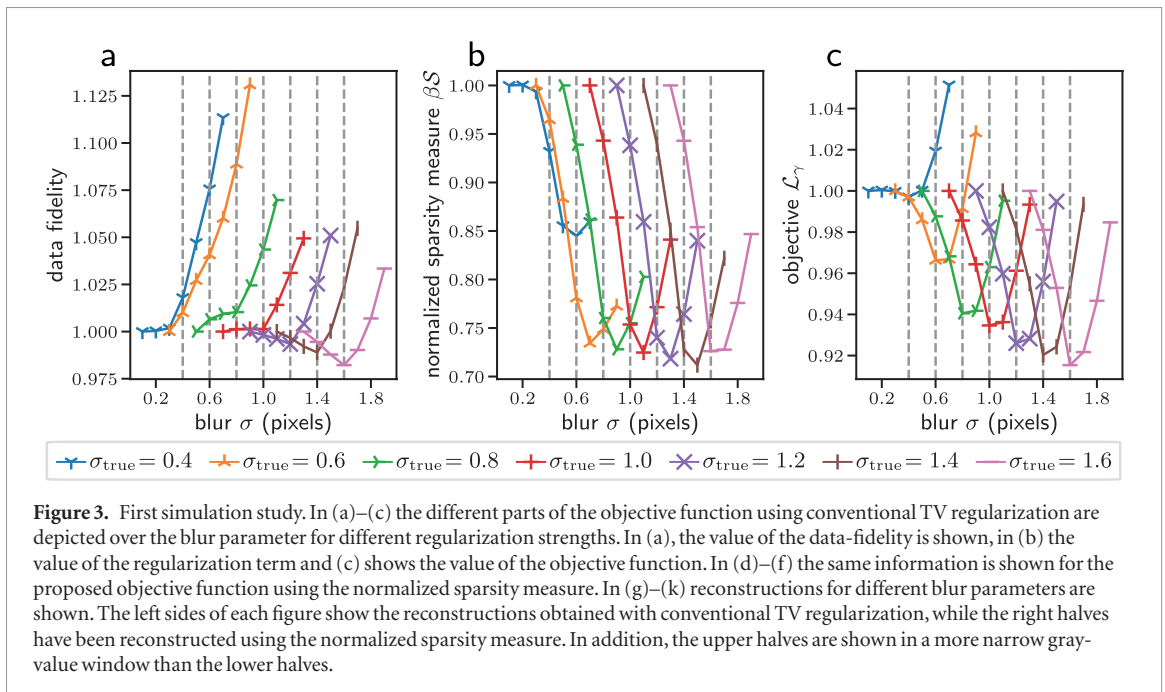 a
b
c
data fidelity
1.125
1.100
1.075
1.050
1.025
1.000
0.975
0.2 0.6 1.0 1.4 1.8
blur σ (pixels)
normalized sparsity measure β𝒮
1.00
0.95
0.90
0.85
0.80
0.75
0.70
0.2 0.6 1.0 1.4 1.8
blur σ (pixels)
objective ℒγ
1.04
1.02
1.00
0.98
0.96
0.94
0.92
0.2 0.6 1.0 1.4 1.8
blur σ (pixels)
σtrue = 0.4 σtrue = 0.6 σtrue = 0.8 σtrue = 1.0 σtrue = 1.2 σtrue = 1.4 σtrue = 1.6
Figure 3. First simulation study. In (a)–(c) the different parts of the objective function using conventional TV regularization are
depicted over the blur parameter for different regularization strengths. In (a), the value of the data-fidelity is shown, in (b) the
value of the regularization term and (c) shows the value of the objective function. In (d)–(f) the same information is shown for the
proposed objective function using the normalized sparsity measure. In (g)–(k) reconstructions for different blur parameters are
shown. The left sides of each figure show the reconstructions obtained with conventional TV regularization, while the right halves
have been reconstructed using the normalized sparsity measure. In addition, the upper halves are shown in a more narrow gray-
value window than the lower halves.